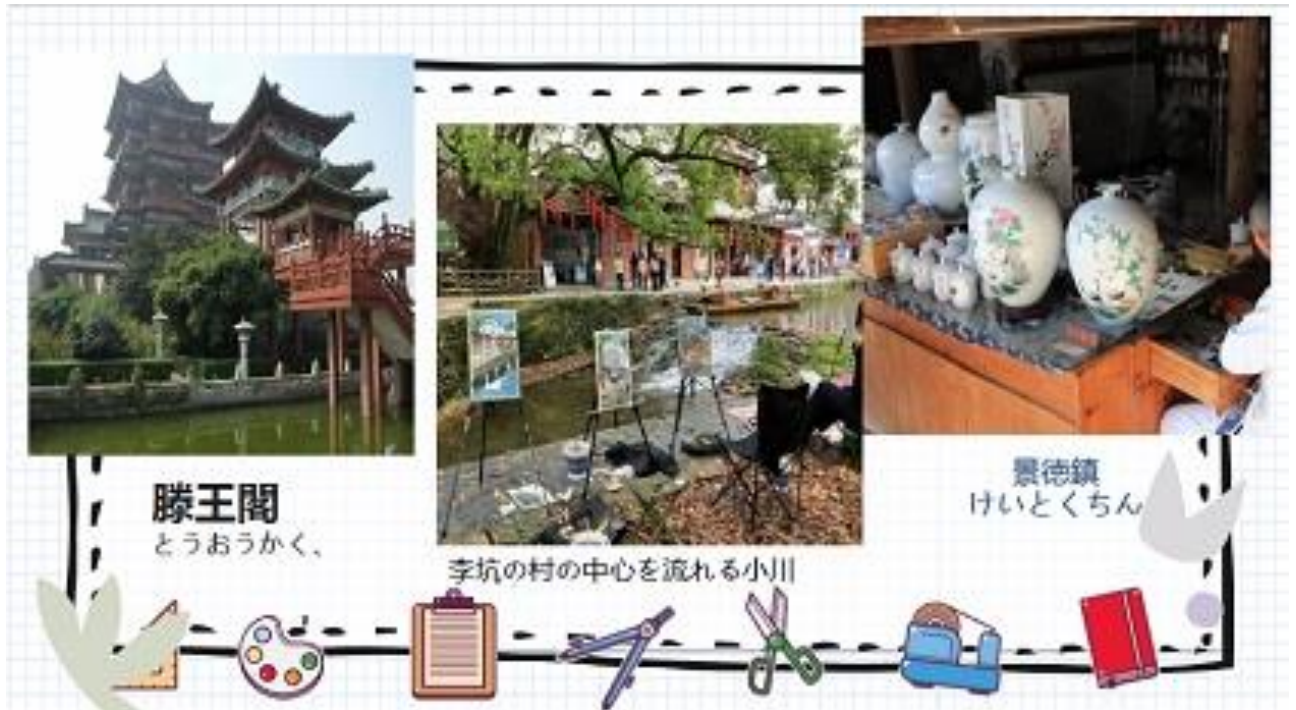 滕王閣
とうおうかく、
李坑の村の中心を流れる小川
景徳鎮
けいとくちん